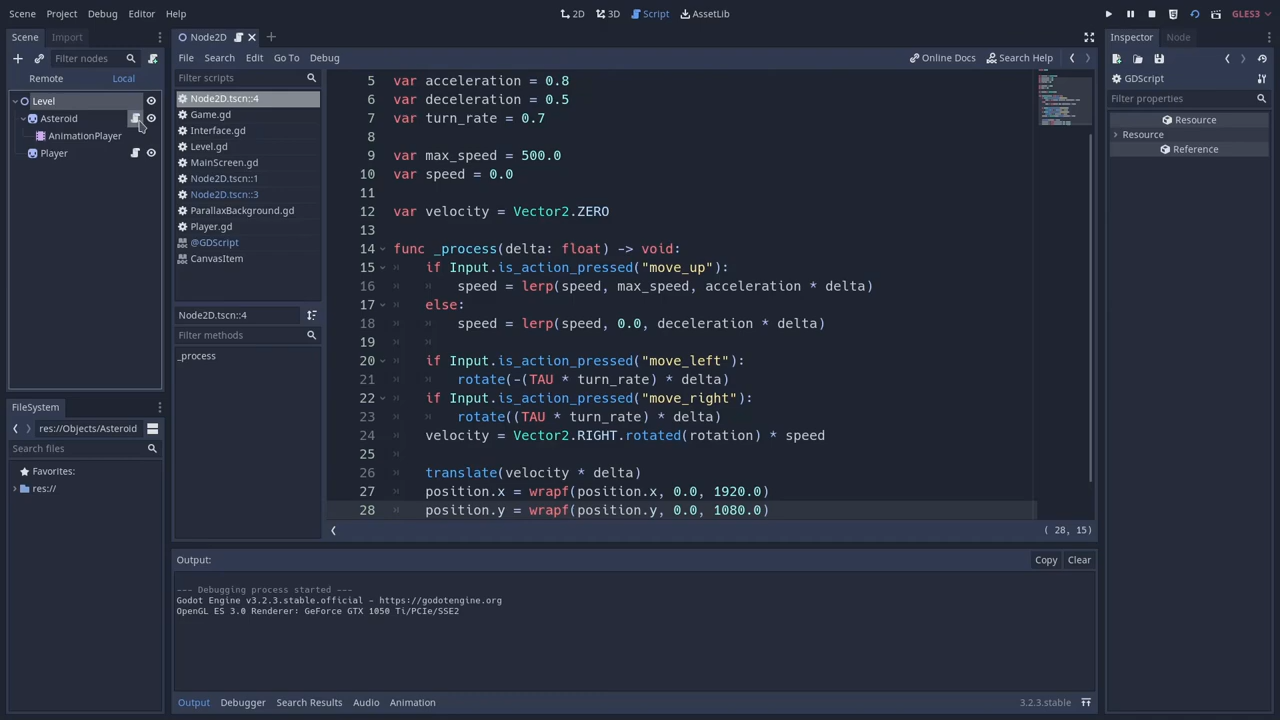 Scene Project Debug Editor Help 2D 3D Script AssetLib GLES3
Scene Import Node2D Inspector Node
Filter nodes File Search Edit Go To Debug Online Docs Search Help
Remote Local Filter scripts GDScript
Level Node2D.tscn::4 Filter properties
Asteroid Game.gd Resource
AnimationPlayer Interface.gd Resource
Player Level.gd Reference
MainScreen.gd
Node2D.tscn::1
Node2D.tscn::3
ParallaxBackground.gd
Player.gd
@GDScript
CanvasItem
Node2D.tscn::4
Filter methods
_process
5 var acceleration = 0.8
6 var deceleration = 0.5
7 var turn_rate = 0.7
8
9 var max_speed = 500.0
10 var speed = 0.0
11
12 var velocity = Vector2.ZERO
13
14 func _process(delta: float) -> void:
15 if Input.is_action_pressed("move_up"):
16 speed = lerp(speed, max_speed, acceleration * delta)
17 else:
18 speed = lerp(speed, 0.0, deceleration * delta)
19
20 if Input.is_action_pressed("move_left"):
21 rotate(-(TAU * turn_rate) * delta)
22 if Input.is_action_pressed("move_right"):
23 rotate((TAU * turn_rate) * delta)
24 velocity = Vector2.RIGHT.rotated(rotation) * speed
25
26 translate(velocity * delta)
27 position.x = wrapf(position.x, 0.0, 1920.0)
28 position.y = wrapf(position.y, 0.0, 1080.0)
( 28, 15)
FileSystem
res://Objects/Asteroid
Search files
Favorites:
res://
Output: Copy Clear
--- Debugging process started ---
Godot Engine v3.2.3.stable.official - https://godotengine.org
OpenGL ES 3.0 Renderer: GeForce GTX 1050 Ti/PCIe/SSE2
Output Debugger Search Results Audio Animation 3.2.3.stable